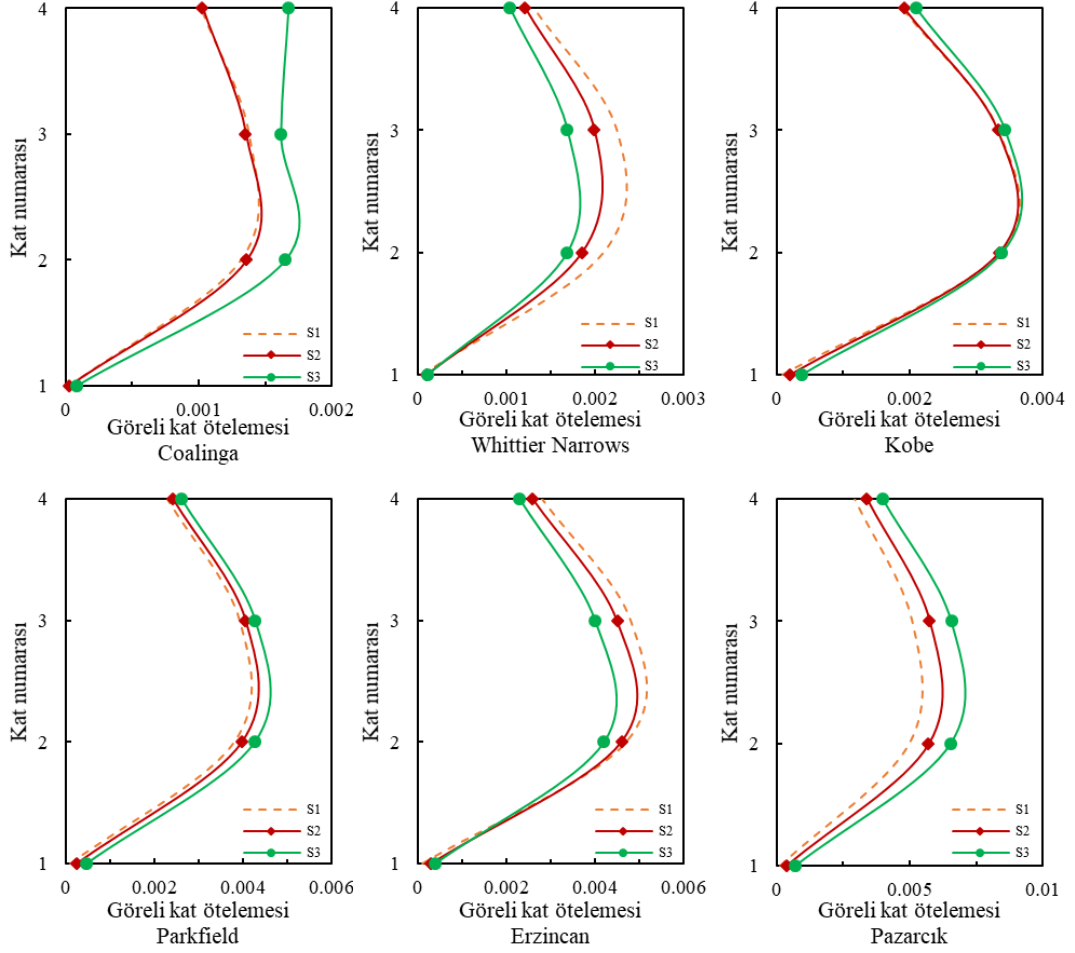 4
3
2
1
Kat numarası
S1
S2
S3
0
0.001
0.002
Göreli kat ötelemesi
Coalinga
4
3
2
1
Kat numarası
S1
S2
S3
0
0.001
0.002
0.003
Göreli kat ötelemesi
Whittier Narrows
4
3
2
1
Kat numarası
S1
S2
S3
0
0.002
0.004
Göreli kat ötelemesi
Kobe
4
3
2
1
Kat numarası
S1
S2
S3
0
0.002
0.004
0.006
Göreli kat ötelemesi
Parkfield
4
3
2
1
Kat numarası
S1
S2
S3
0
0.002
0.004
0.006
Göreli kat ötelemesi
Erzincan
4
3
2
1
Kat numarası
S1
S2
S3
0
0.005
0.01
Göreli kat ötelemesi
Pazarcık